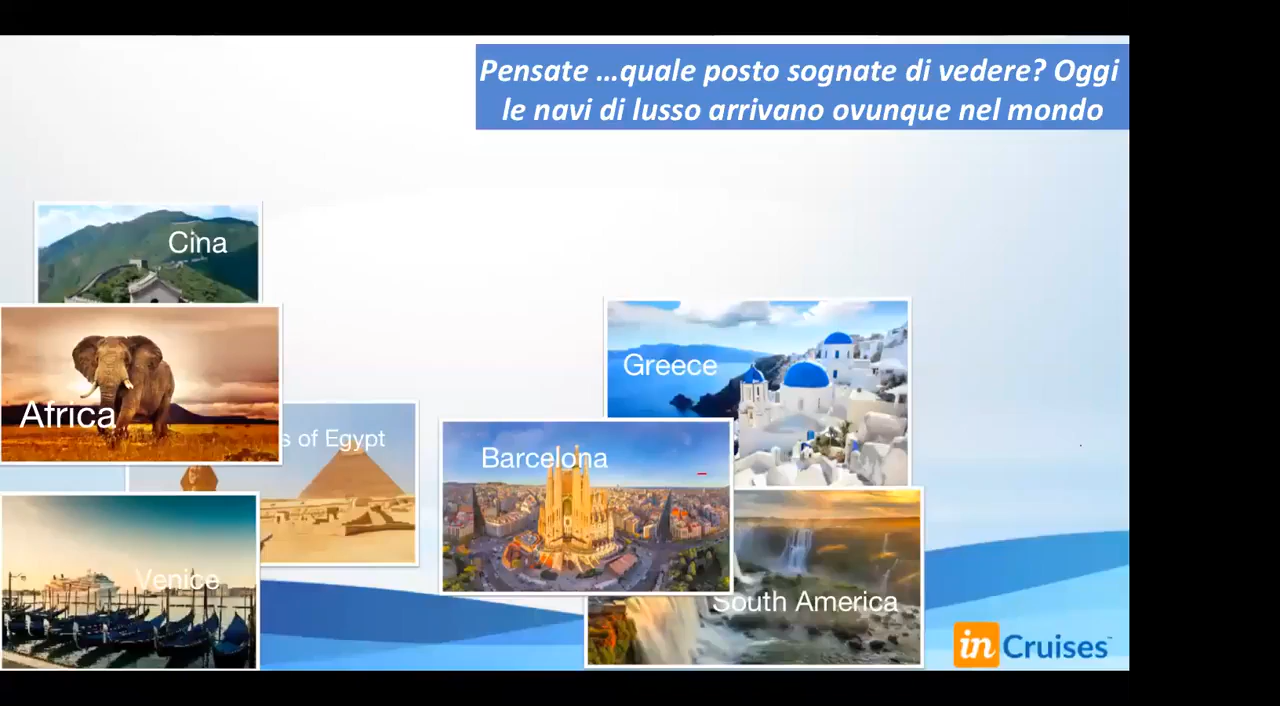 Pensate ...quale posto sognate di vedere? Oggi
le navi di lusso arrivano ovunque nel mondo
Cina
Greece
Africa
s of Egypt
Barcelona
Venice
South America
inCruises™